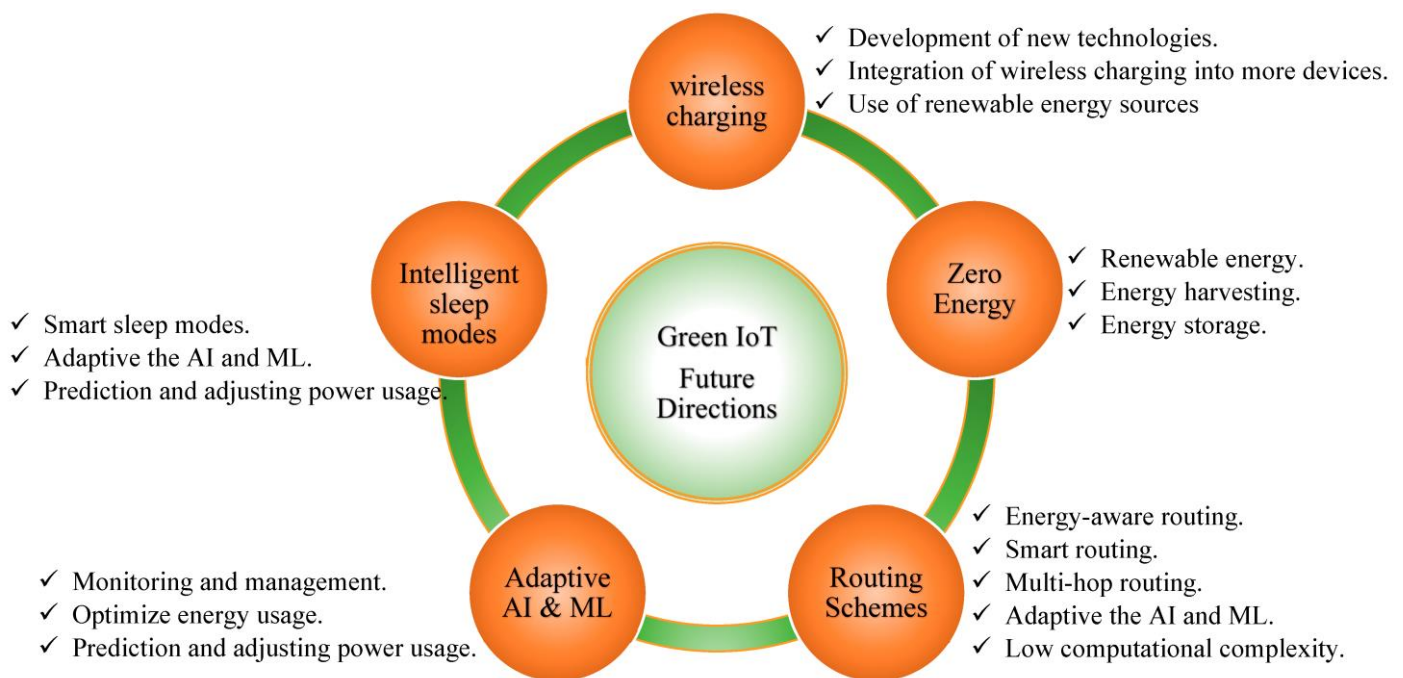 wireless
charging
✓ Development of new technologies.
✓ Integration of wireless charging into more devices.
✓ Use of renewable energy sources
Zero
Energy
✓ Renewable energy.
✓ Energy harvesting.
✓ Energy storage.
Routing
Schemes
✓ Energy-aware routing.
✓ Smart routing.
✓ Multi-hop routing.
✓ Adaptive the AI and ML.
✓ Low computational complexity.
Adaptive
AI & ML
✓ Monitoring and management.
✓ Optimize energy usage.
✓ Prediction and adjusting power usage.
Intelligent
sleep
modes
✓ Smart sleep modes.
✓ Adaptive the AI and ML.
✓ Prediction and adjusting power usage.
Green IoT
Future
Directions